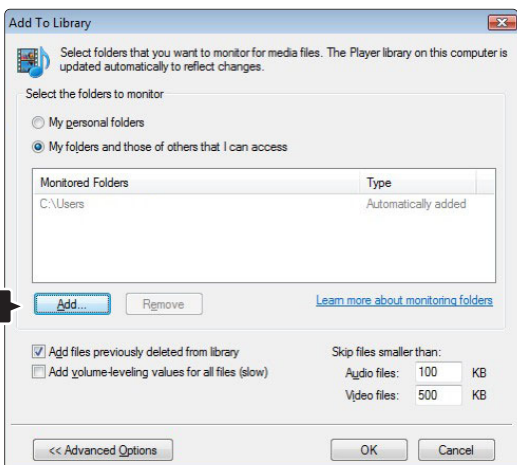 Add To Library
Select folders that you want to monitor for media files. The Player library on this computer is
updated automatically to reflect changes.
Select the folders to monitor
My personal folders
My folders and those of others that I can access
Monitored Folders Type
C:\Users Automatically added
Add... Remove Learn more about monitoring folders
Add files previously deleted from library Skip files smaller than:
Add volume-leveling values for all files (slow) Audio files: 100 KB
Video files: 500 KB
<< Advanced Options OK Cancel